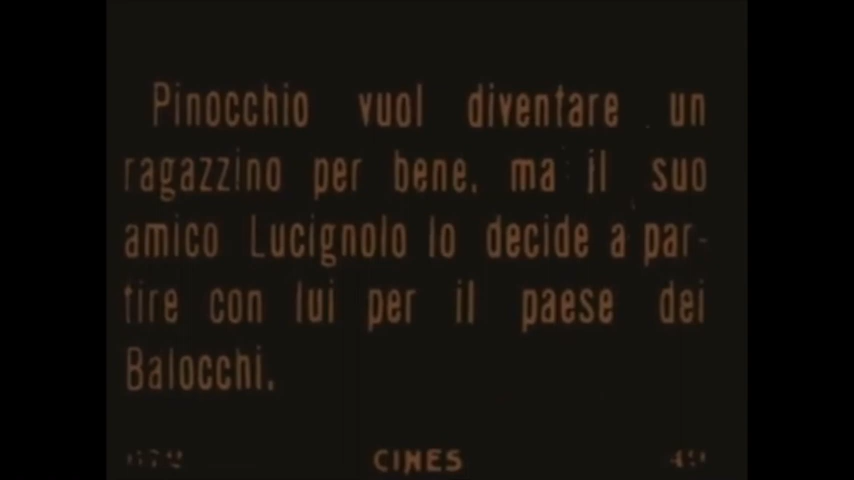 Pinocchio vuol diventare un
ragazzino per bene, ma il suo
amico Lucignolo lo decide a par-
tire con lui per il paese dei
Balocchi.
CINES